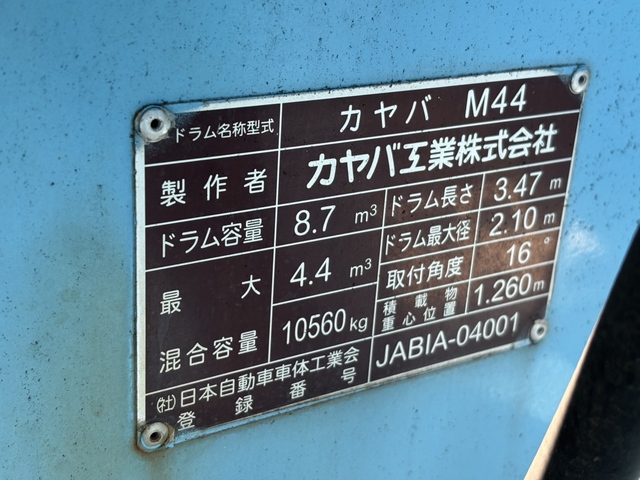 ドラム名称型式 カヤバ M44
製作者 カヤバ工業株式会社
ドラム容量 8.7 m³ ドラム長さ 3.47 m
ドラム最大径 2.10 m
最大混合容量 4.4 m³ 取付角度 16°
10560 kg 積載物重心位置 1.260 m
(社)日本自動車車体工業会
登録番号 JABIA-04001